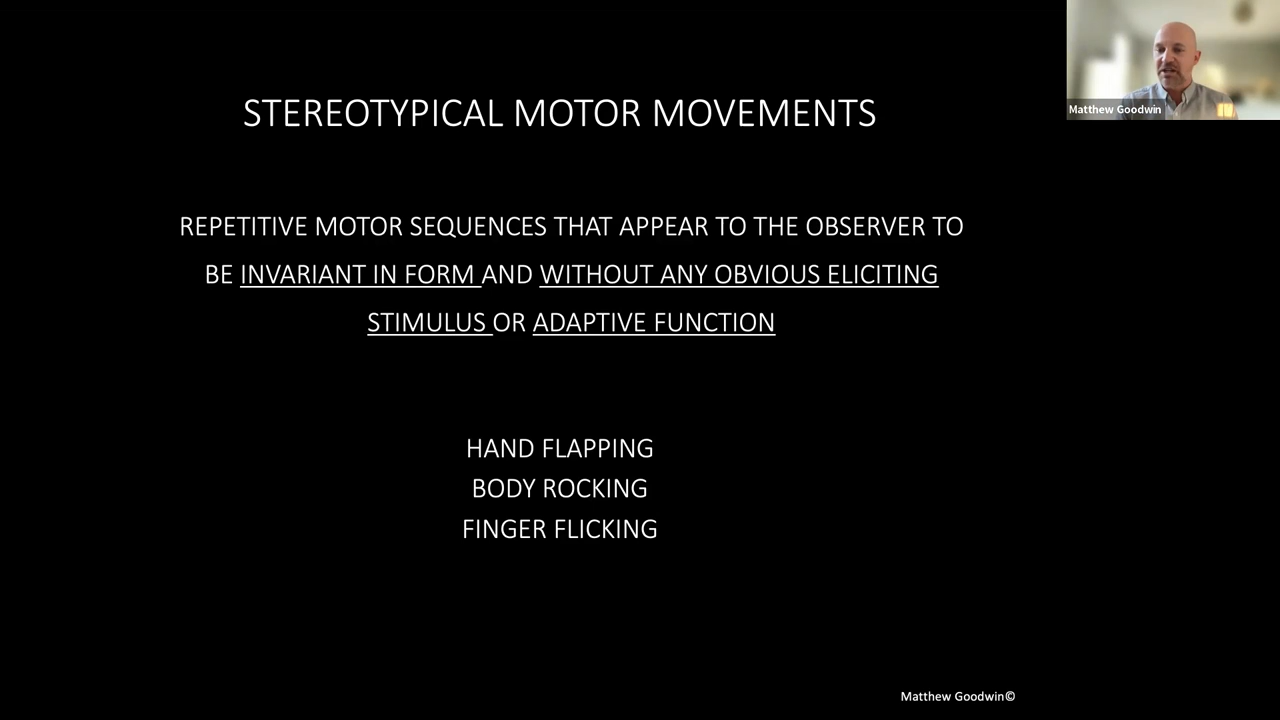 STEREOTYPICAL MOTOR MOVEMENTS
REPETITIVE MOTOR SEQUENCES THAT APPEAR TO THE OBSERVER TO
BE INVARIANT IN FORM AND WITHOUT ANY OBVIOUS ELICITING
STIMULUS OR ADAPTIVE FUNCTION
HAND FLAPPING
BODY ROCKING
FINGER FLICKING
Matthew Goodwin©
Matthew Goodwin